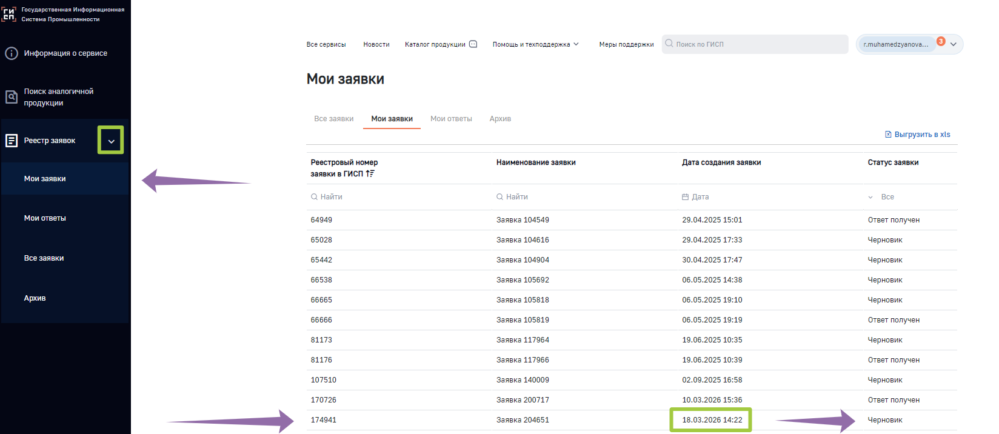 ГИСП
Государственная Информационная
Система Промышленности
Информация о сервисе
Поиск аналогичной
продукции
Реестр заявок
Мои заявки
Мои ответы
Все заявки
Архив
Все сервисы Новости Каталог продукции Помощь и техподдержка Меры поддержки Поиск по ГИСП r.muhamedzyanova... 3
Мои заявки
Все заявки Мои заявки Мои ответы Архив
Выгрузить в xls
Реестровый номер
заявки в ГИСП Наименование заявки Дата создания заявки Статус заявки
Найти Найти Дата Все
64949 Заявка 104549 29.04.2025 15:01 Ответ получен
65028 Заявка 104616 29.04.2025 17:33 Черновик
65442 Заявка 104904 30.04.2025 17:47 Черновик
66538 Заявка 105692 06.05.2025 14:38 Черновик
66665 Заявка 105818 06.05.2025 19:10 Черновик
66666 Заявка 105819 06.05.2025 19:19 Ответ получен
81173 Заявка 117964 19.06.2025 10:35 Черновик
81176 Заявка 117966 19.06.2025 10:39 Ответ получен
107510 Заявка 140009 02.09.2025 16:58 Черновик
170726 Заявка 200717 10.03.2026 15:36 Ответ получен
174941 Заявка 204651 18.03.2026 14:22 Черновик